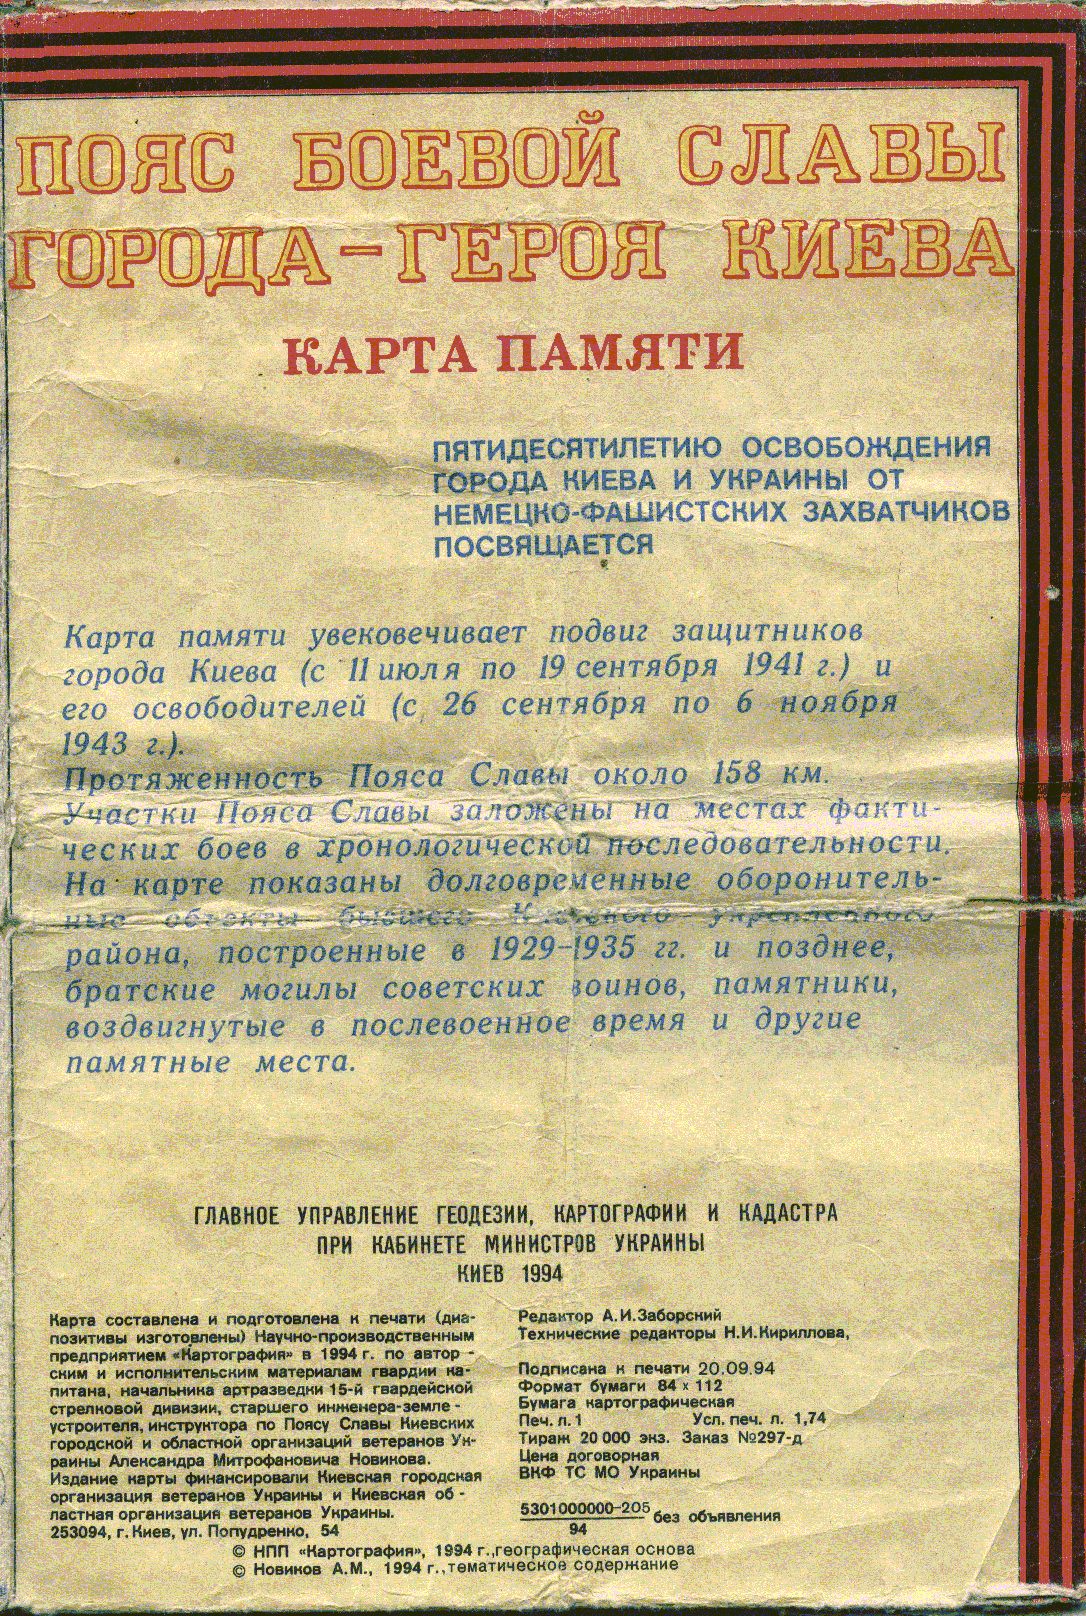 ПОЯС БОЕВОЙ СЛАВЫ
ГОРОДА-ГЕРОЯ КИЕВА
КАРТА ПАМЯТИ
ПЯТИДЕСЯТИЛЕТИЮ ОСВОБОЖДЕНИЯ
ГОРОДА КИЕВА И УКРАИНЫ ОТ
НЕМЕЦКО-ФАШИСТСКИХ ЗАХВАТЧИКОВ
ПОСВЯЩАЕТСЯ
Карта памяти увековечивает подвиг защитников
города Киева (с 11 июля по 19 сентября 1941 г.) и
его освободителей (с 26 сентября по 6 ноября
1943 г.).
Протяженность Пояса Славы около 158 км.
Участки Пояса Славы заложены на местах факти-
ческих боев в хронологической последовательности.
На карте показаны долговременные оборонитель-
ные объекты бывшего Киевского укрепленного
района, построенные в 1929-1935 гг. и позднее,
братские могилы советских воинов, памятники,
воздвигнутые в послевоенное время и другие
памятные места.
ГЛАВНОЕ УПРАВЛЕНИЕ ГЕОДЕЗИИ, КАРТОГРАФИИ И КАДАСТРА
ПРИ КАБИНЕТЕ МИНИСТРОВ УКРАИНЫ
КИЕВ 1994
Карта составлена и подготовлена к печати (диа-
позитивы изготовлены) Научно-производственным
предприятием «Картография» в 1994 г. по автор-
ским и исполнительским материалам гвардии ка-
питана, начальника артразведки 15-й гвардейской
стрелковой дивизии, старшего инженера-земле-
устроителя, инструктора по Поясу Славы Киевских
городской и областной организаций ветеранов Ук-
раины Александра Митрофановича Новикова.
Издание карты финансировали Киевская городская
организация ветеранов Украины и Киевская об-
ластная организация ветеранов Украины.
253094, г. Киев, ул. Попудренко, 54
Редактор А.И.Заборский
Технические редакторы Н.И.Кириллова,
Подписана к печати 20.09.94
Формат бумаги 84 х 112
Бумага картографическая
Печ. л. 1 Усл. печ. л. 1,74
Тираж 20 000 экз. Заказ №297-д
Цена договорная
ВКФ ТС МО Украины
5301000000-205 без объявления
94
© НПП «Картография», 1994 г., географическая основа
© Новиков А.М., 1994 г., тематическое содержание